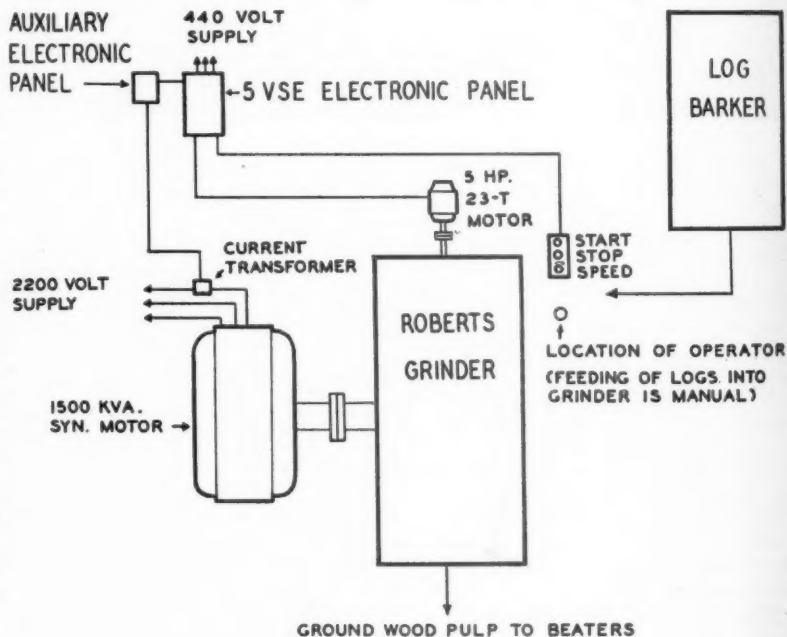 AUXILIARY
ELECTRONIC
PANEL
440 VOLT
SUPPLY
5 VSE ELECTRONIC PANEL
LOG
BARKER
5 HP.
23-T
MOTOR
START
STOP
SPEED
CURRENT
TRANSFORMER
2200 VOLT
SUPPLY
ROBERTS
GRINDER
LOCATION OF OPERATOR
(FEEDING OF LOGS INTO
GRINDER IS MANUAL)
1500 KVA.
SYN. MOTOR
GROUND WOOD PULP TO BEATERS